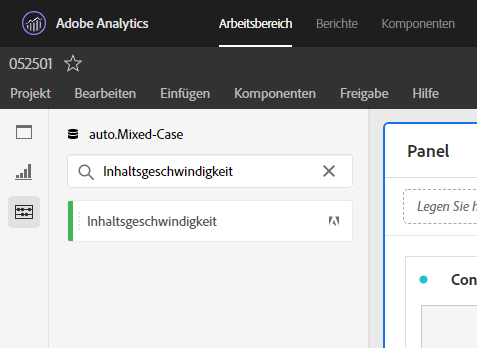 Adobe Analytics Arbeitsbereich Berichte Komponenten
052501
Projekt Bearbeiten Einfügen Komponenten Freigabe Hilfe
auto.Mixed-Case
Inhaltsgeschwindigkeit
Inhaltsgeschwindigkeit
Panel
Legen Sie h
Con